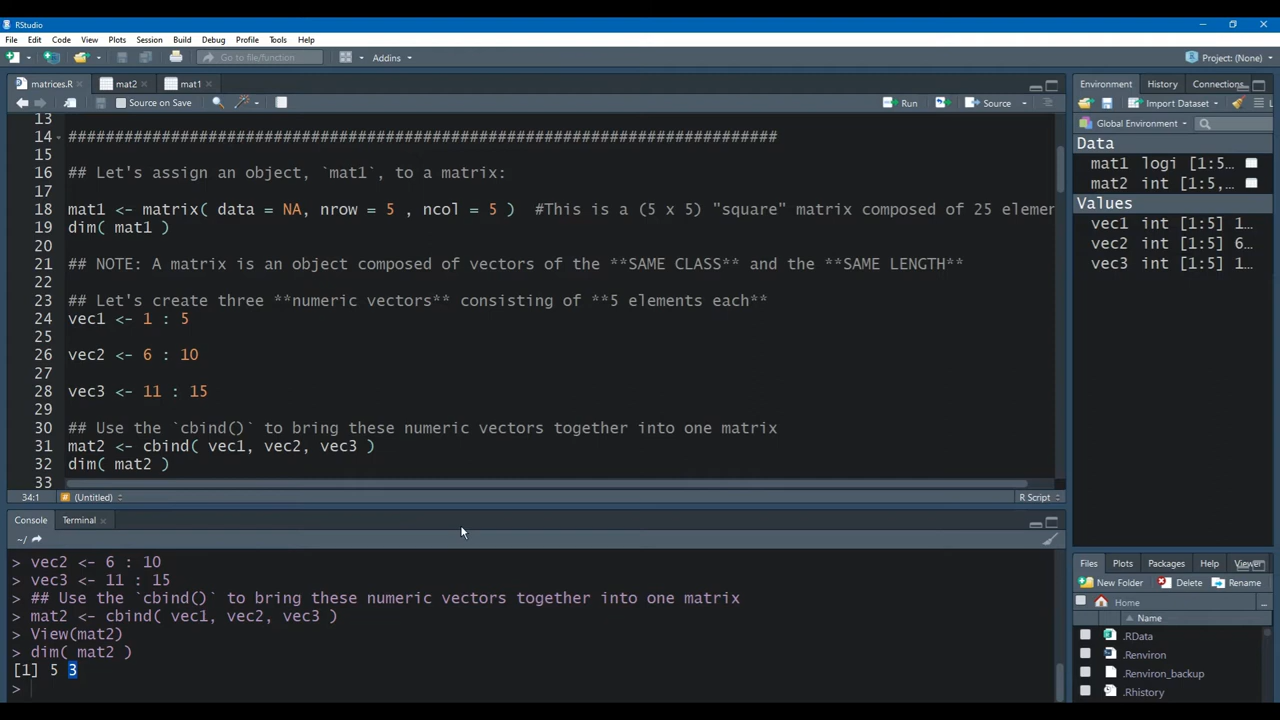 RStudio
File Edit Code View Plots Session Build Debug Profile Tools Help
Go to file/function Addins Project: (None)
matrices.R mat2 mat1
Source on Save Run Source
13
14 ############################################################################
15
16 ## Let's assign an object, `mat1`, to a matrix:
17
18 mat1 <- matrix( data = NA, nrow = 5 , ncol = 5 ) #This is a (5 x 5) "square" matrix composed of 25 elemer
19 dim( mat1 )
20
21 ## NOTE: A matrix is an object composed of vectors of the **SAME CLASS** and the **SAME LENGTH**
22
23 ## Let's create three **numeric vectors** consisting of **5 elements each**
24 vec1 <- 1 : 5
25
26 vec2 <- 6 : 10
27
28 vec3 <- 11 : 15
29
30 ## Use the `cbind()` to bring these numeric vectors together into one matrix
31 mat2 <- cbind( vec1, vec2, vec3 )
32 dim( mat2 )
33
34:1 (Untitled) R Script
Console Terminal
~/
> vec2 <- 6 : 10
> vec3 <- 11 : 15
> ## Use the `cbind()` to bring these numeric vectors together into one matrix
> mat2 <- cbind( vec1, vec2, vec3 )
> View(mat2)
> dim( mat2 )
[1] 5 3
>
Environment History Connections
Import Dataset
Global Environment
Data
mat1 logi [1:5…
mat2 int [1:5,…
Values
vec1 int [1:5] 1…
vec2 int [1:5] 6…
vec3 int [1:5] 1…
Files Plots Packages Help Viewer
New Folder Delete Rename
Home ...
Name
.RData
.Renviron
.Renviron_backup
.Rhistory